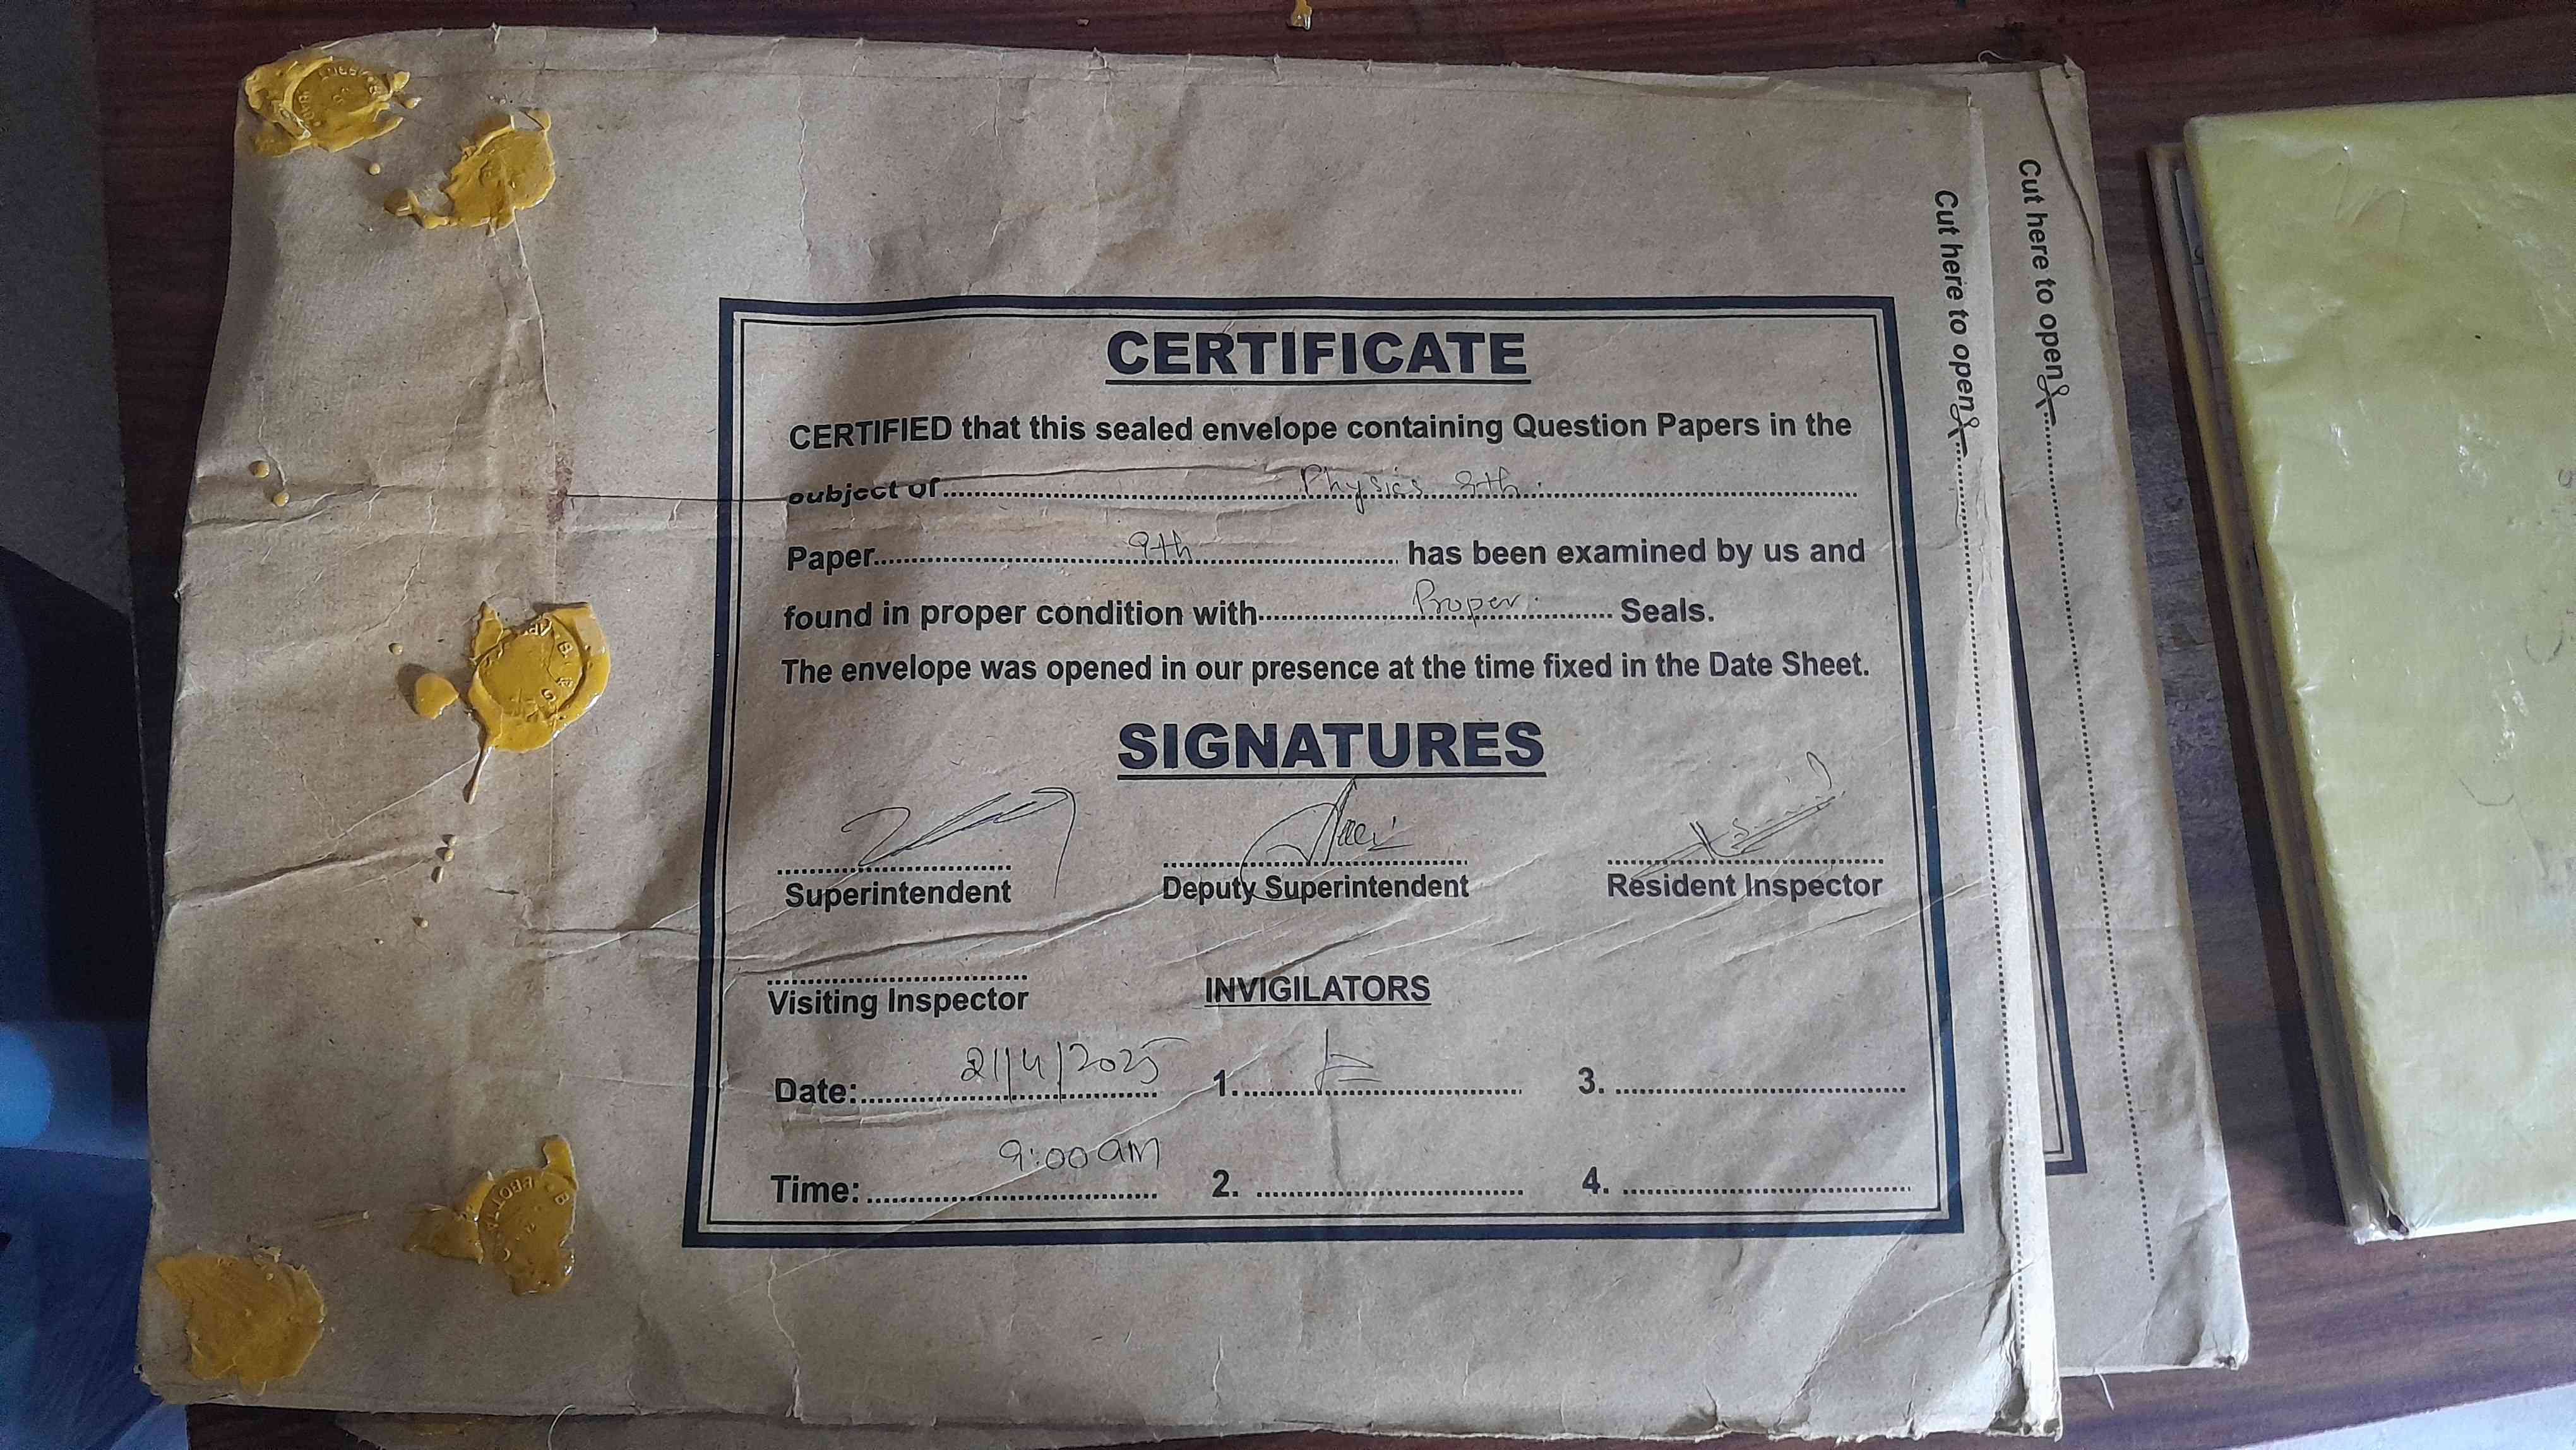 CERTIFICATE
CERTIFIED that this sealed envelope containing Question Papers in the
subject of Physics 9th.
Paper 9th has been examined by us and
found in proper condition with Proper Seals.
The envelope was opened in our presence at the time fixed in the Date Sheet.
SIGNATURES
Superintendent Deputy Superintendent Resident Inspector
Visiting Inspector INVIGILATORS
Date: 21/4/2025 1. 3.
Time: 9:00 am 2. 4.
Cut here to open
Cut here to open